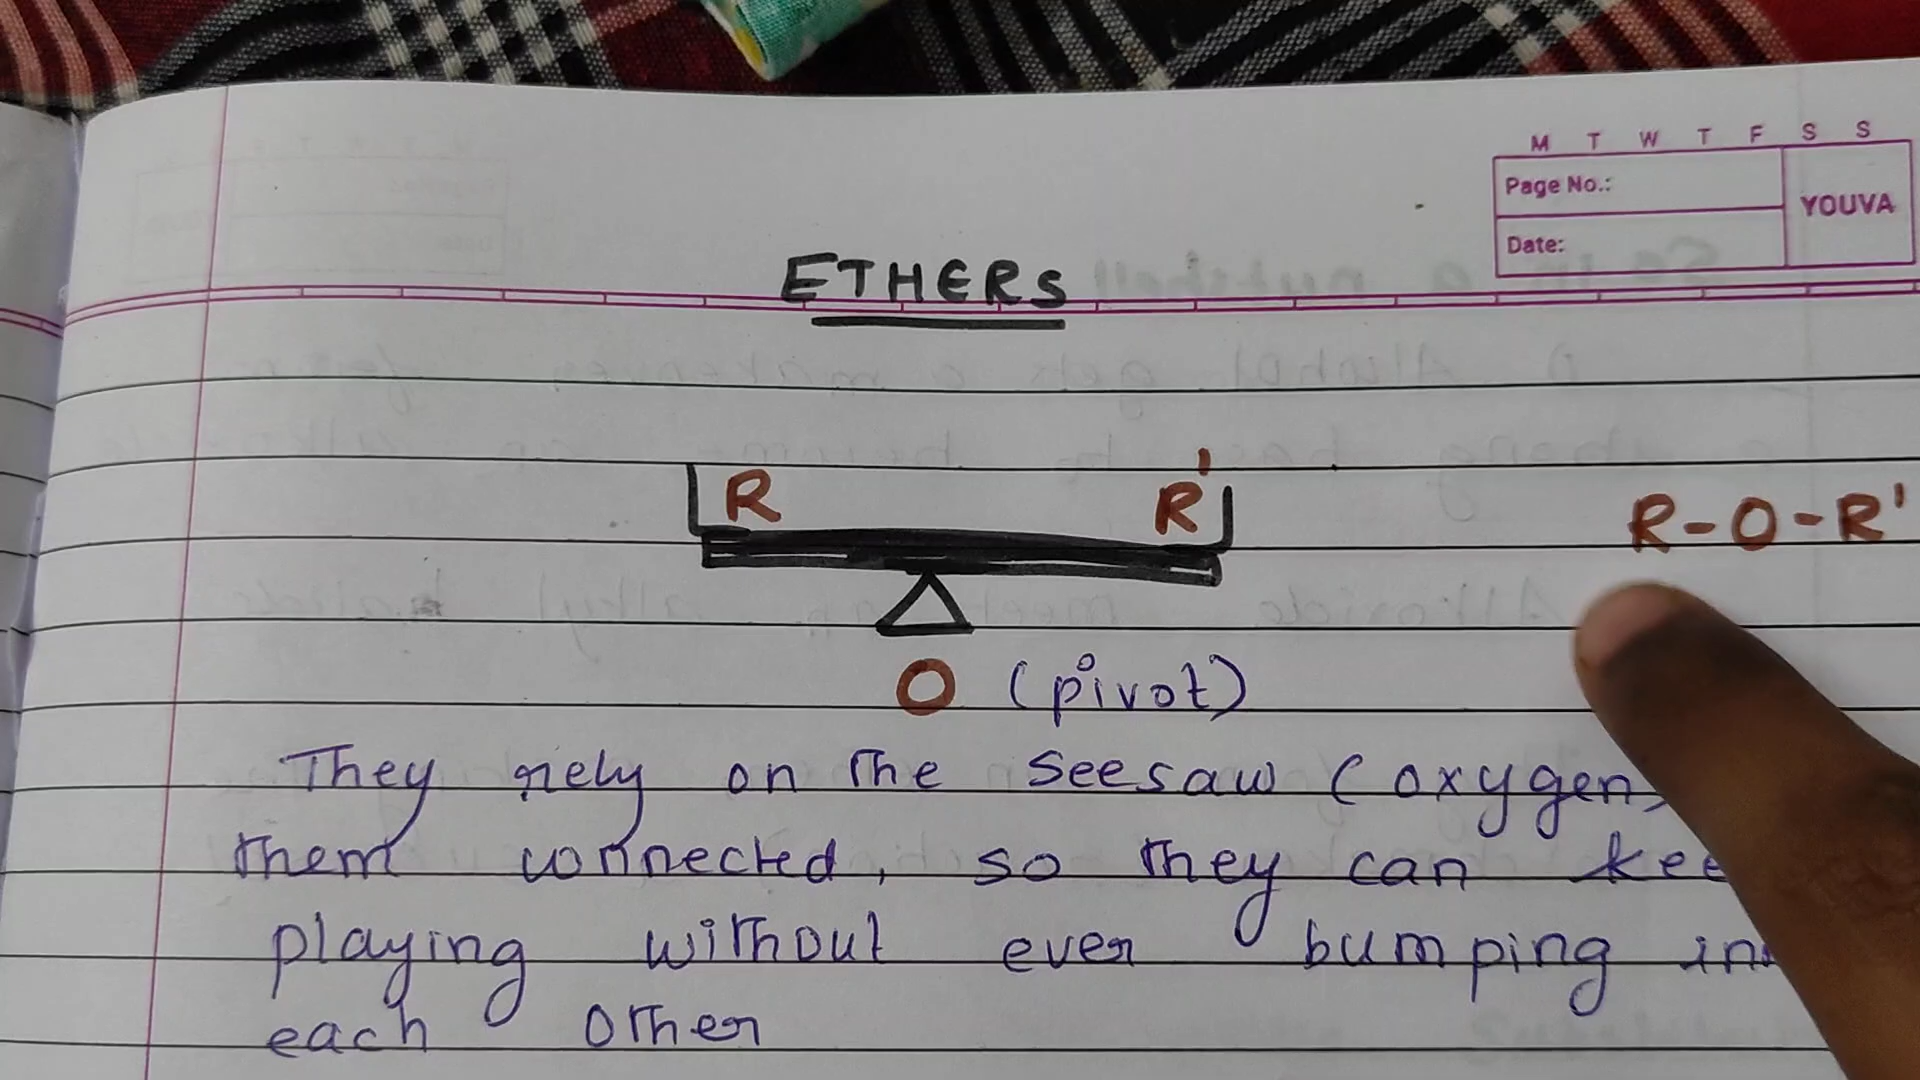 M T W T F S S
Page No.:
YOUVA
Date:
ETHERS
R R'
R-O-R'
O (pivot)
They rely on the seesaw (oxygen)
them connected, so they can
playing without ever bumping
each other